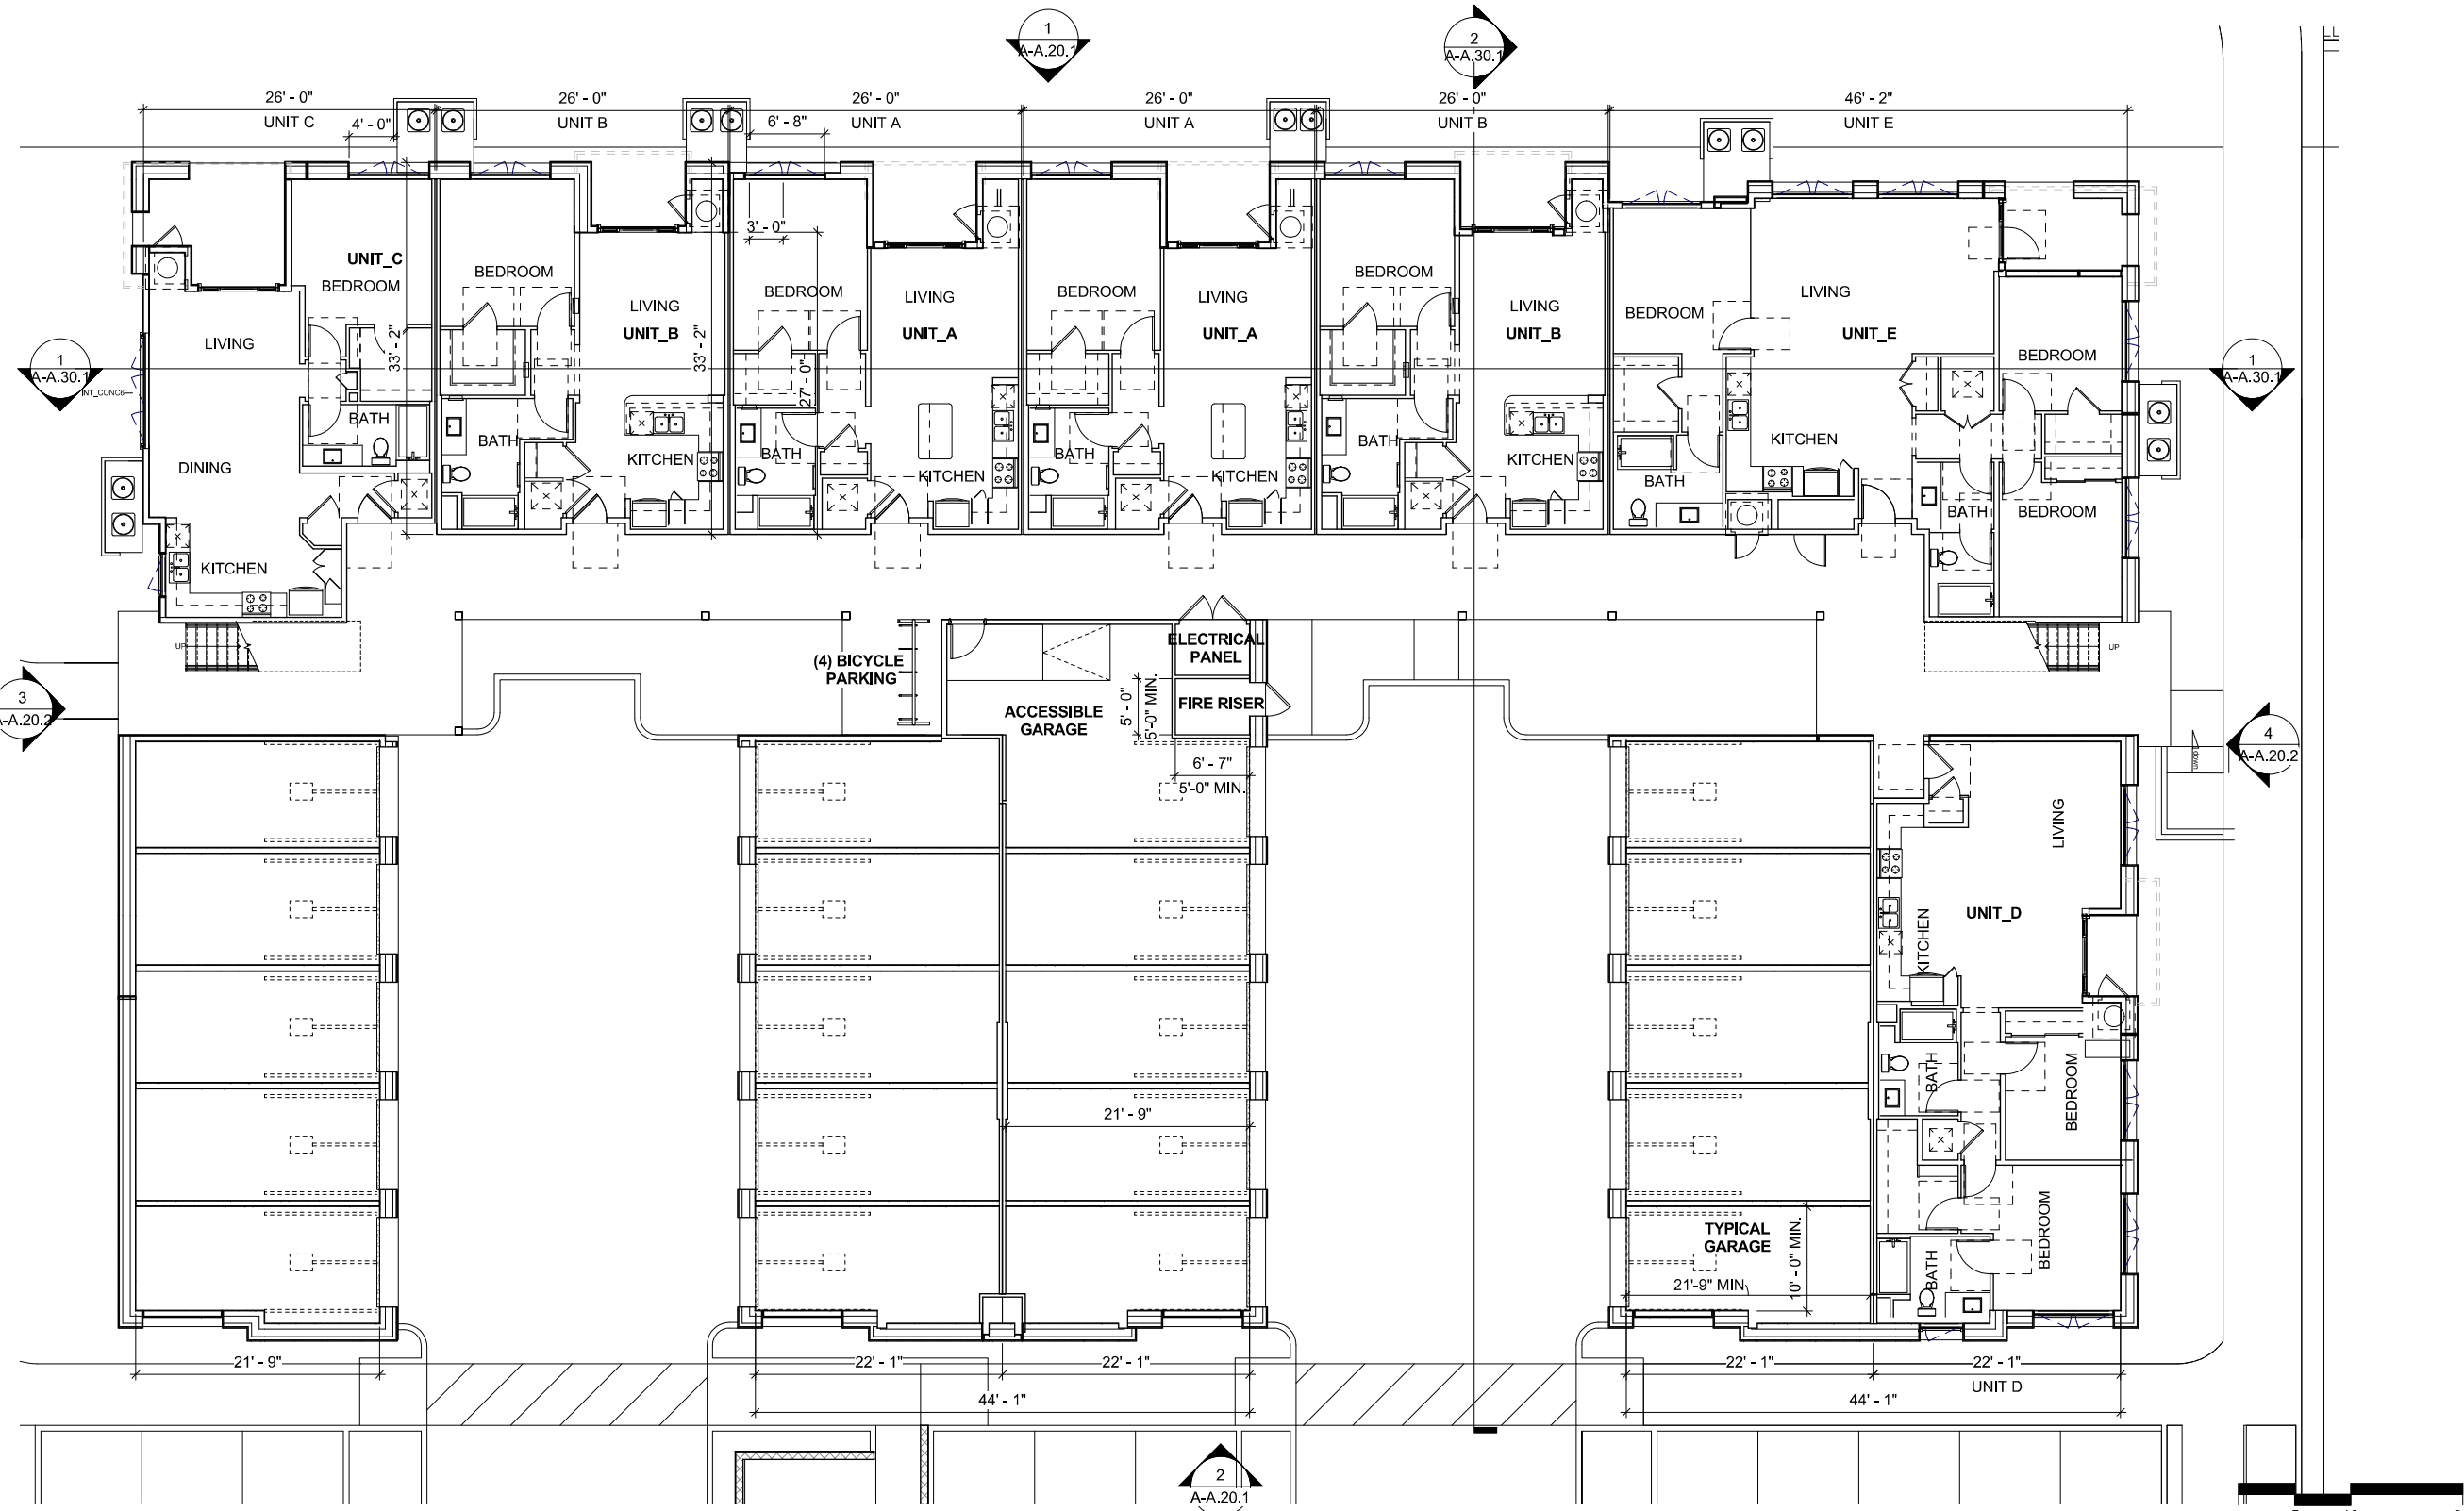 1
A-A.20.1
2
A-A.30.1
26' - 0"
26' - 0"
26' - 0"
26' - 0"
26' - 0"
46' - 2"
UNIT C
UNIT B
UNIT A
UNIT A
UNIT B
UNIT E
4' - 0"
6' - 8"
3' - 0"
UNIT_C
BEDROOM
BEDROOM
BEDROOM
BEDROOM
BEDROOM
BEDROOM
BEDROOM
LIVING
LIVING
LIVING
LIVING
LIVING
LIVING
UNIT_B
UNIT_A
UNIT_A
UNIT_B
UNIT_E
33' - 2"
33' - 2"
27' - 0"
1
A-A.30.1
INT_CONC6
1
A-A.30.1
BATH
BATH
BATH
BATH
BATH
BATH
BATH
DINING
KITCHEN
KITCHEN
KITCHEN
KITCHEN
KITCHEN
KITCHEN
BEDROOM
UP
UP
(4) BICYCLE
PARKING
ELECTRICAL
PANEL
FIRE RISER
5' - 0"
5'-0" MIN.
ACCESSIBLE
GARAGE
6' - 7"
5'-0" MIN.
3
A-A.20.2
4
A-A.20.2
DOWN
LIVING
UNIT_D
KITCHEN
BATH
BEDROOM
21' - 9"
TYPICAL
GARAGE
21'-9" MIN
10' - 0" MIN.
BATH
BEDROOM
21' - 9"
22' - 1"
22' - 1"
22' - 1"
22' - 1"
UNIT D
44' - 1"
44' - 1"
2
A-A.20.1